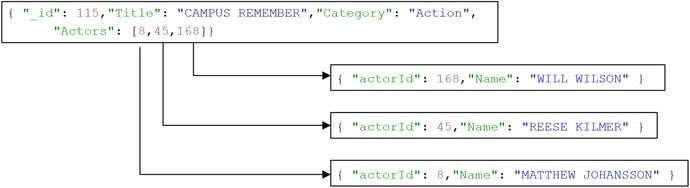 { "_id": 115,"Title": "CAMPUS REMEMBER","Category": "Action",
"Actors": [8,45,168]}
{ "actorId": 168,"Name": "WILL WILSON" }
{ "actorId": 45,"Name": "REESE KILMER" }
{ "actorId": 8,"Name": "MATTHEW JOHANSSON" }